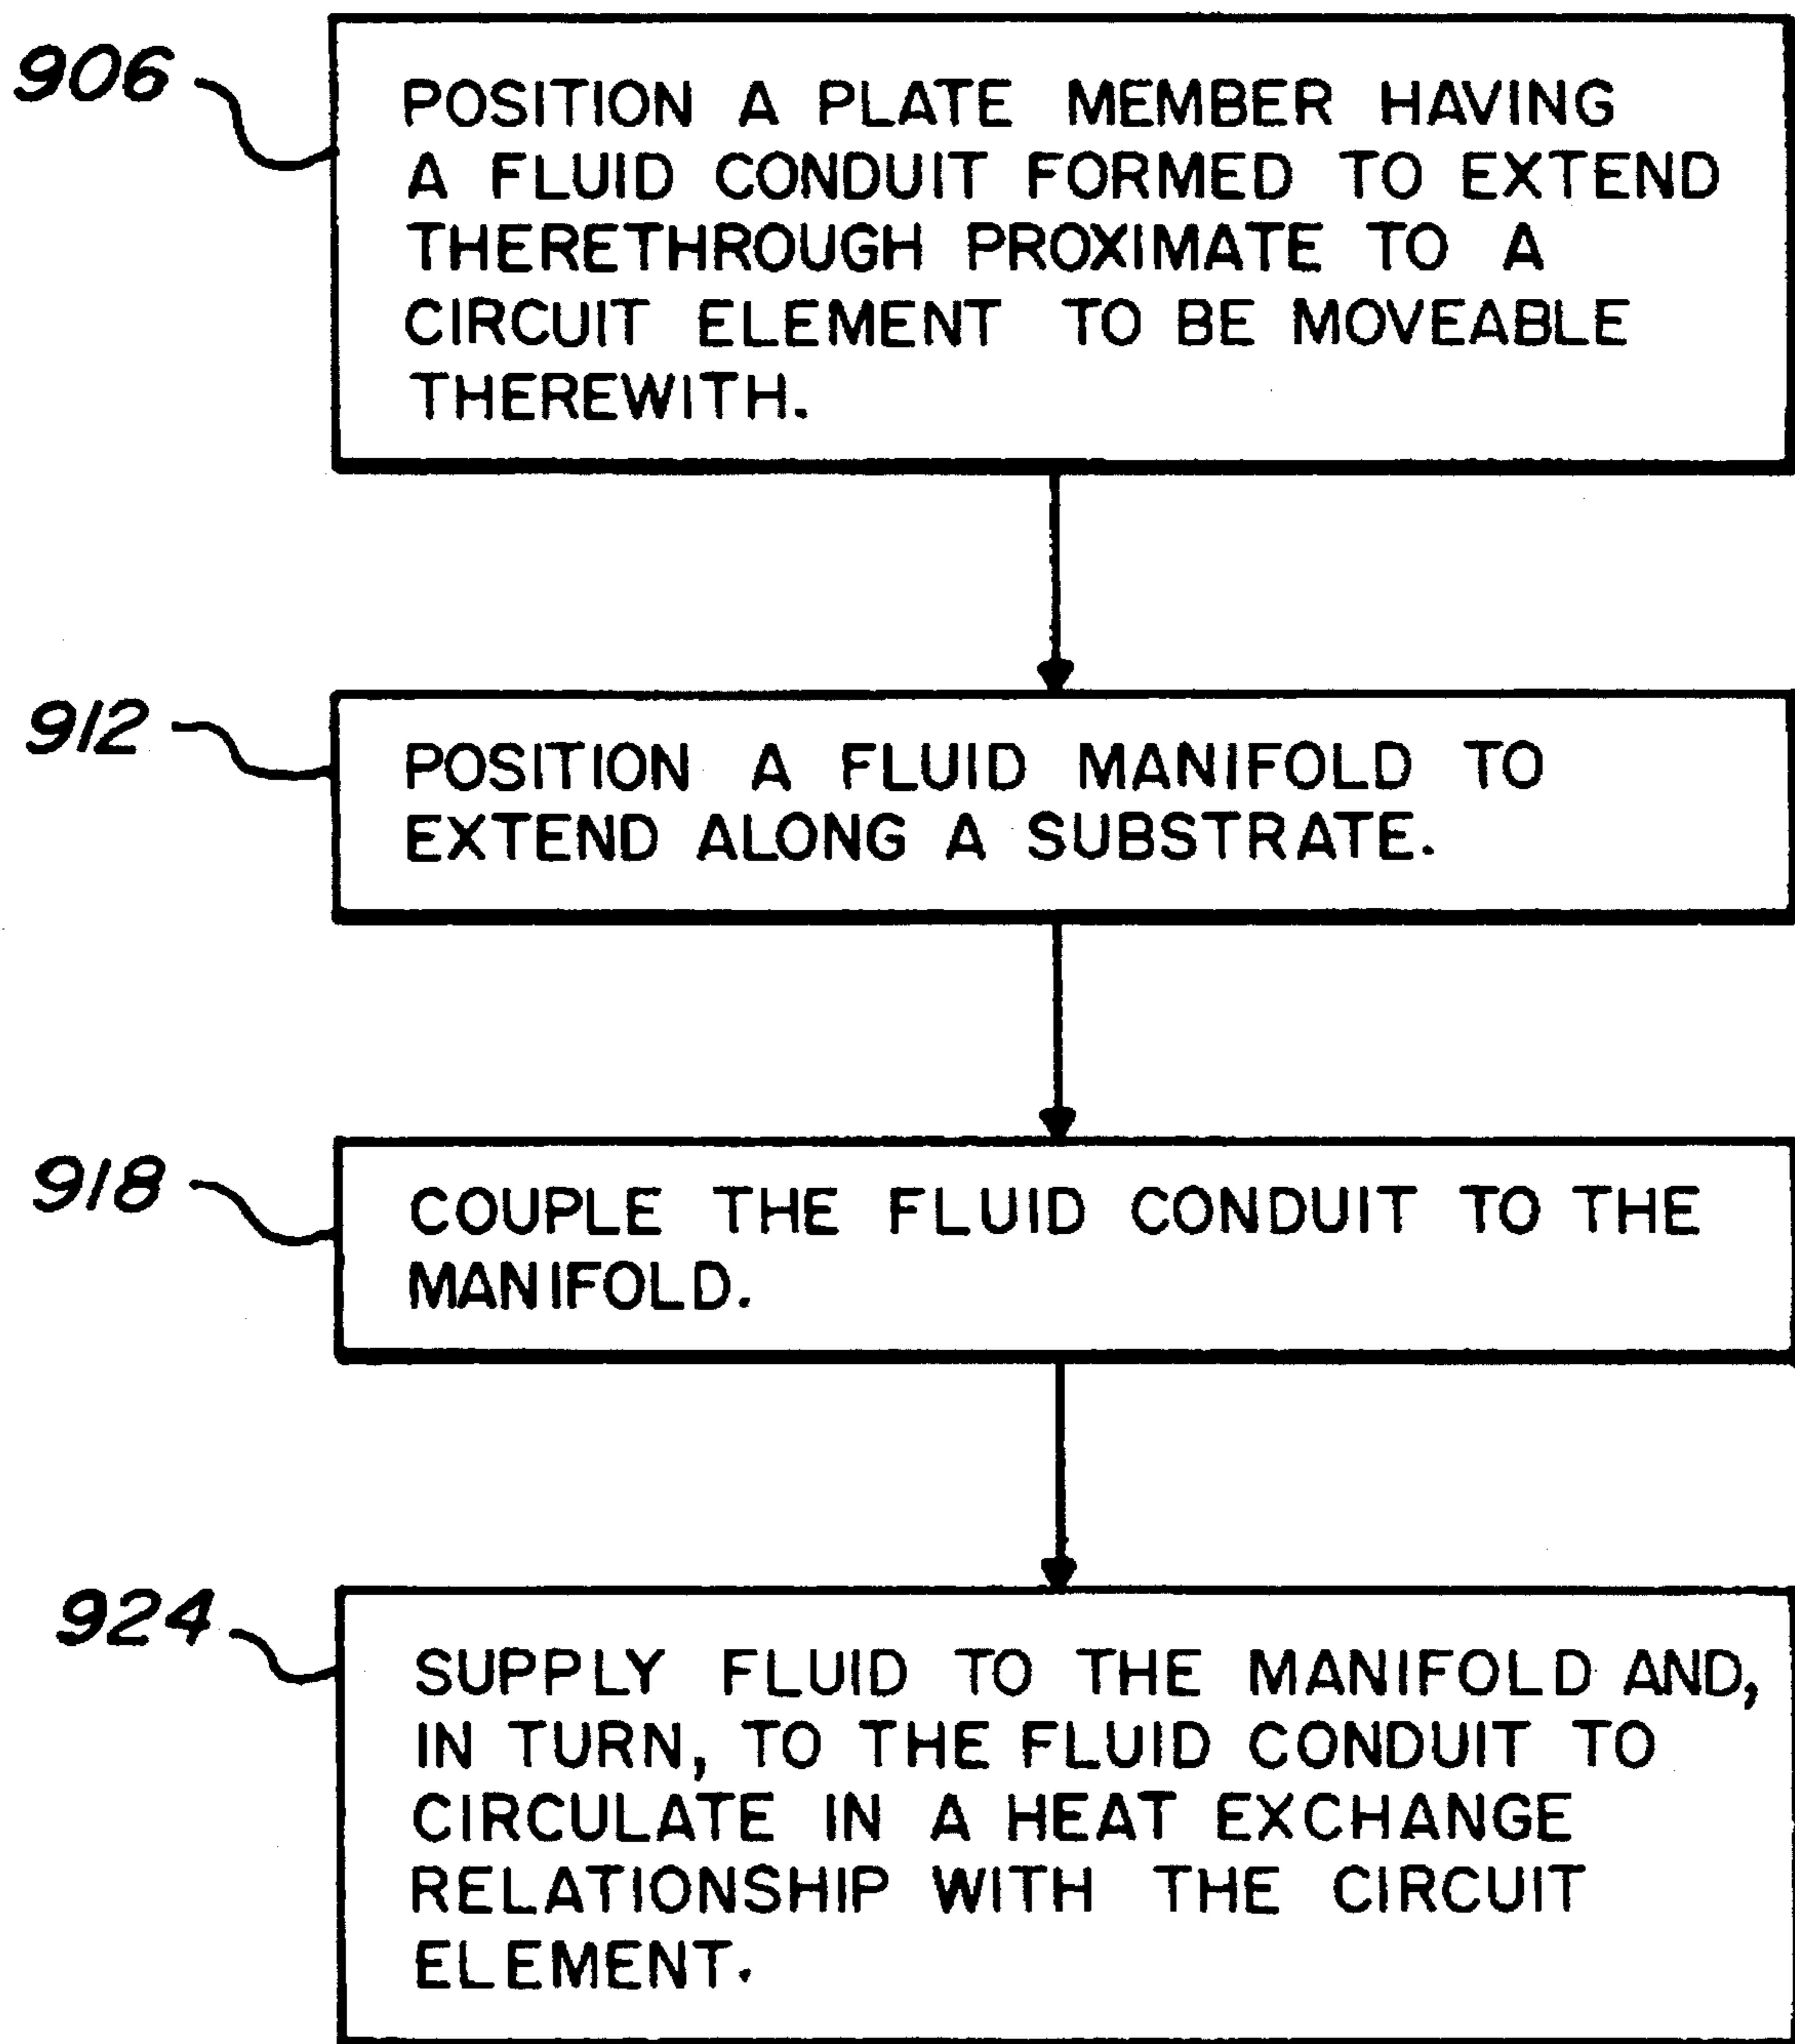 906
POSITION A PLATE MEMBER HAVING
A FLUID CONDUIT FORMED TO EXTEND
THERETHROUGH PROXIMATE TO A
CIRCUIT ELEMENT TO BE MOVEABLE
THEREWITH.
912
POSITION A FLUID MANIFOLD TO
EXTEND ALONG A SUBSTRATE.
918
COUPLE THE FLUID CONDUIT TO THE
MANIFOLD.
924
SUPPLY FLUID TO THE MANIFOLD AND,
IN TURN, TO THE FLUID CONDUIT TO
CIRCULATE IN A HEAT EXCHANGE
RELATIONSHIP WITH THE CIRCUIT
ELEMENT.